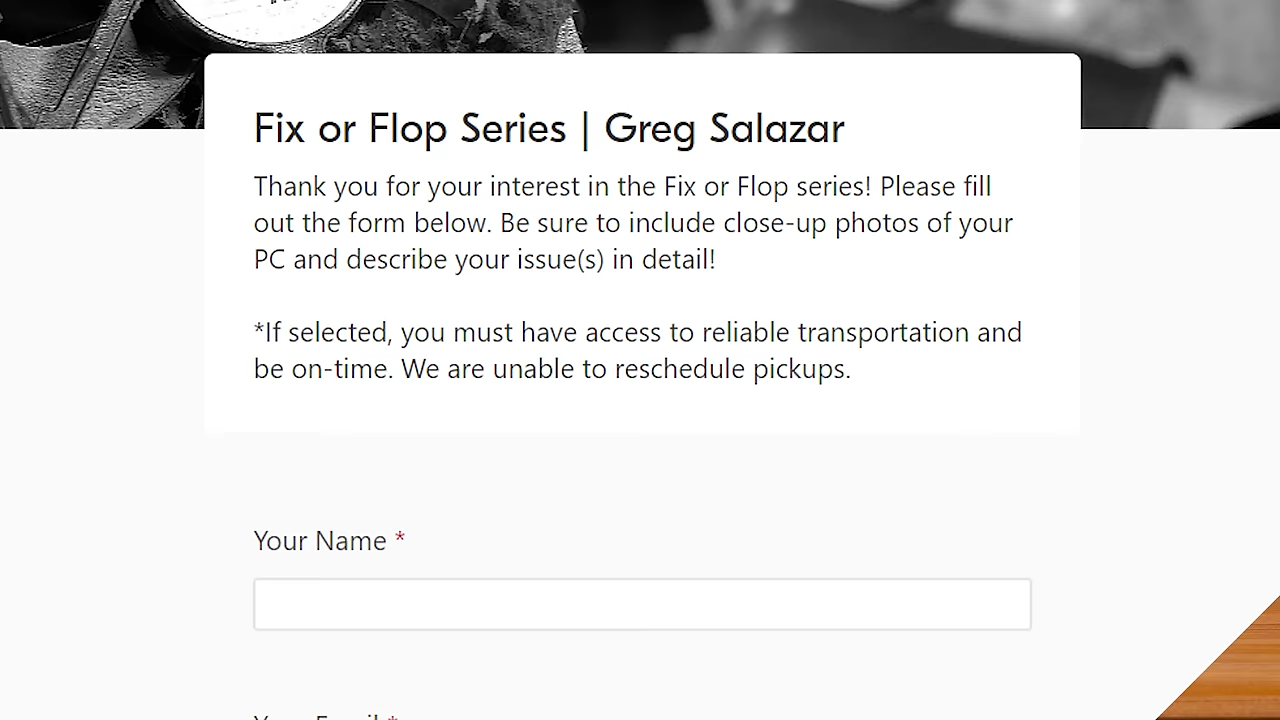 Fix or Flop Series | Greg Salazar
Thank you for your interest in the Fix or Flop series! Please fill
out the form below. Be sure to include close-up photos of your
PC and describe your issue(s) in detail!
*If selected, you must have access to reliable transportation and
be on-time. We are unable to reschedule pickups.
Your Name *
Your Email *